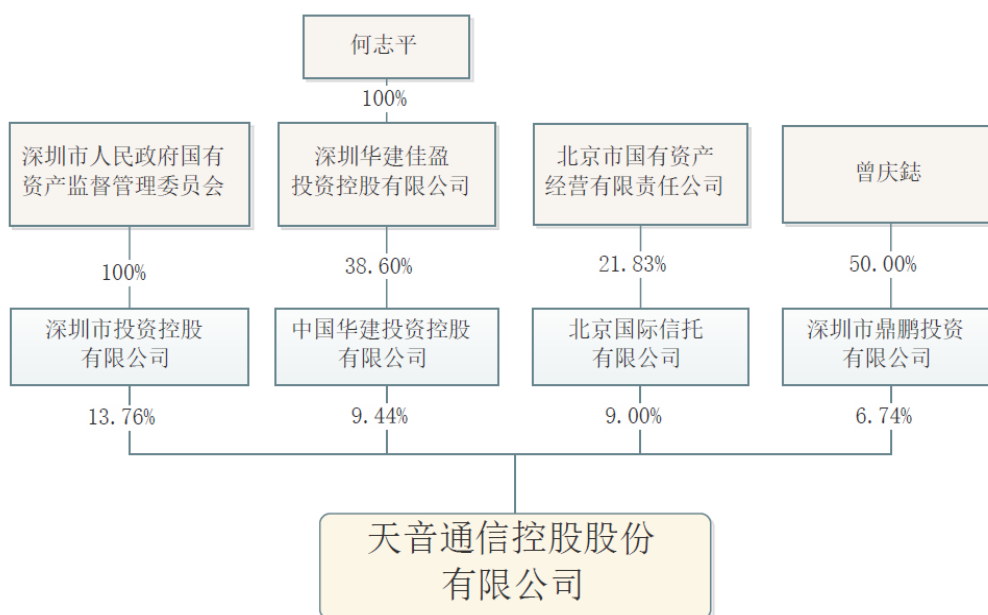 何志平
100%
深圳市人民政府国有
资产监督管理委员会
深圳华建佳盈
投资控股有限公司
北京市国有资产
经营有限责任公司
曾庆鋕
100%
38.60%
21.83%
50.00%
深圳市投资控股
有限公司
中国华建投资控股
有限公司
北京国际信托
有限公司
深圳市鼎鹏投资
有限公司
13.76%
9.44%
9.00%
6.74%
天音通信控股股份
有限公司